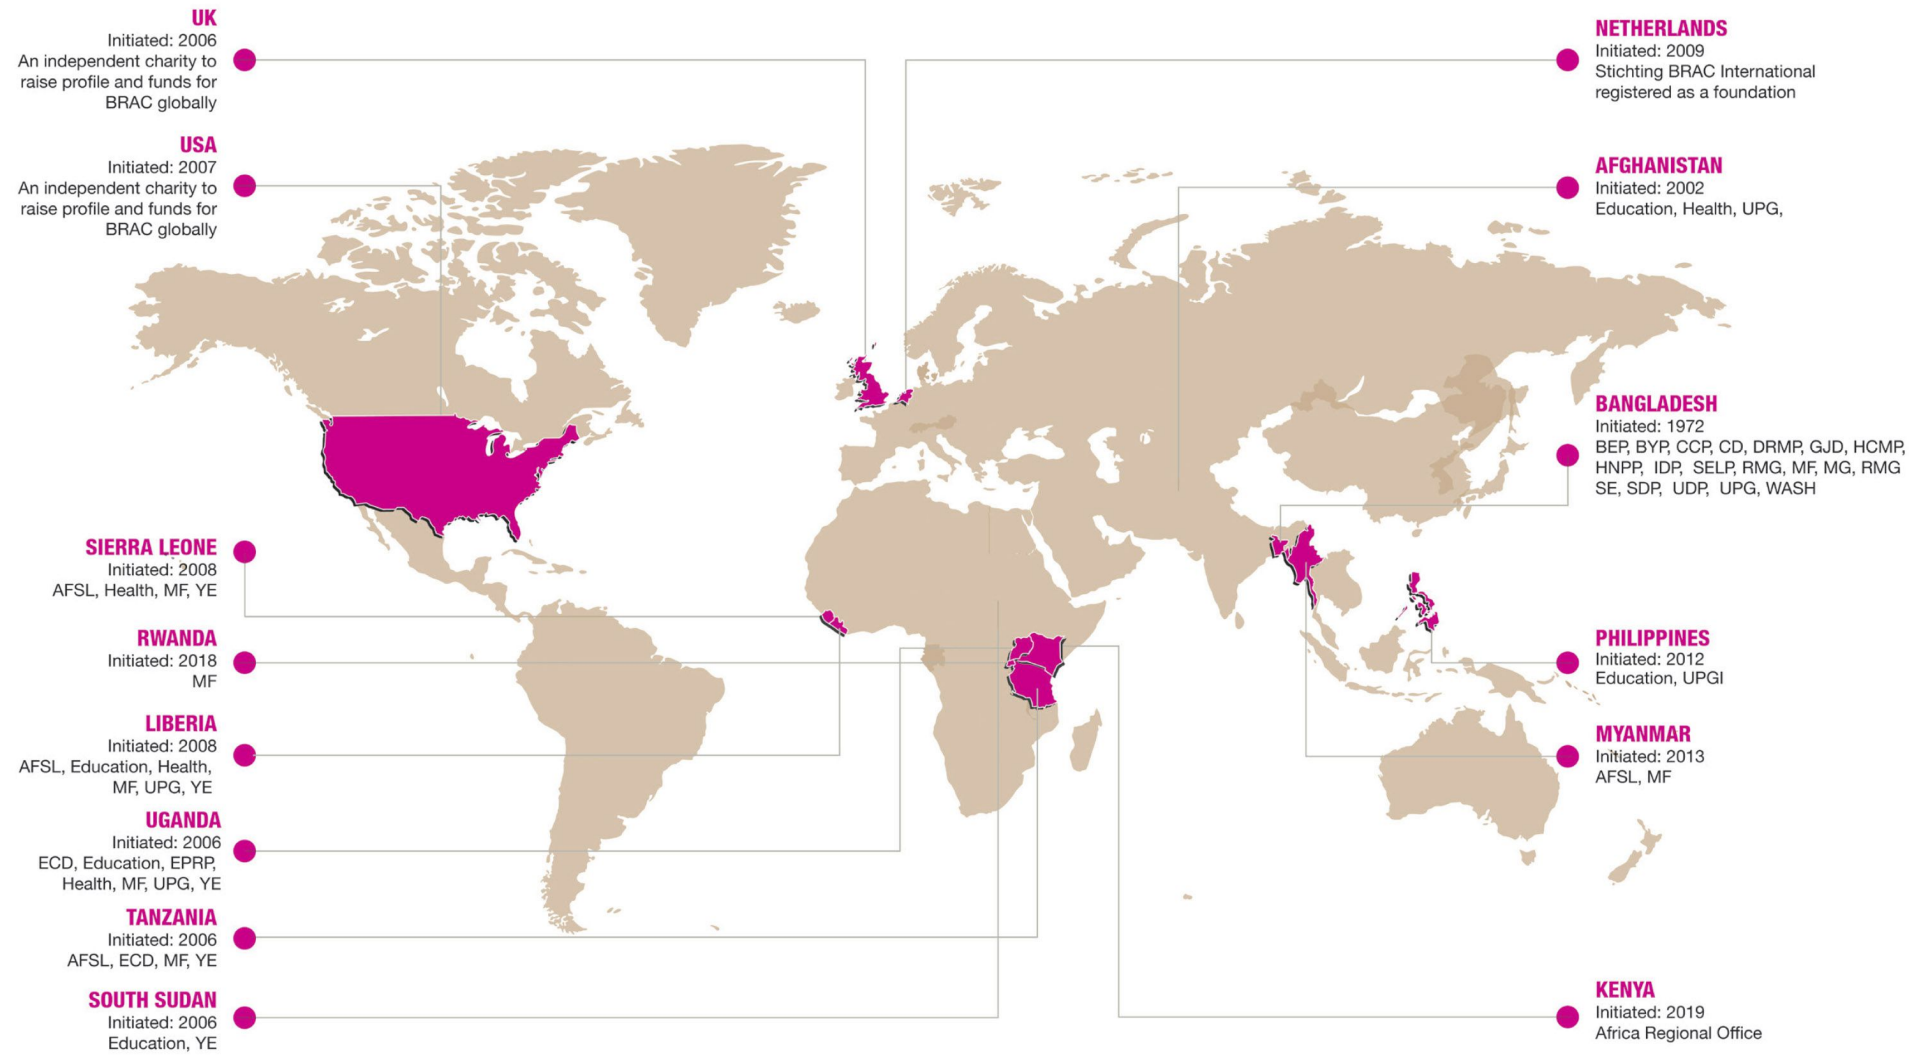 UK
Initiated: 2006
An independent charity to
raise profile and funds for
BRAC globally
USA
Initiated: 2007
An independent charity to
raise profile and funds for
BRAC globally
SIERRA LEONE
Initiated: 2008
AFSL, Health, MF, YE
RWANDA
Initiated: 2018
MF
LIBERIA
Initiated: 2008
AFSL, Education, Health,
MF, UPG, YE
UGANDA
Initiated: 2006
ECD, Education, EPRP,
Health, MF, UPG, YE
TANZANIA
Initiated: 2006
AFSL, ECD, MF, YE
SOUTH SUDAN
Initiated: 2006
Education, YE
NETHERLANDS
Initiated: 2009
Stichting BRAC International
registered as a foundation
AFGHANISTAN
Initiated: 2002
Education, Health, UPG,
BANGLADESH
Initiated: 1972
BEP, BYP, CCP, CD, DRMP, GJD, HCMP,
HNPP, IDP, SELP, RMG, MF, MG, RMG
SE, SDP, UDP, UPG, WASH
PHILIPPINES
Initiated: 2012
Education, UPGI
MYANMAR
Initiated: 2013
AFSL, MF
KENYA
Initiated: 2019
Africa Regional Office